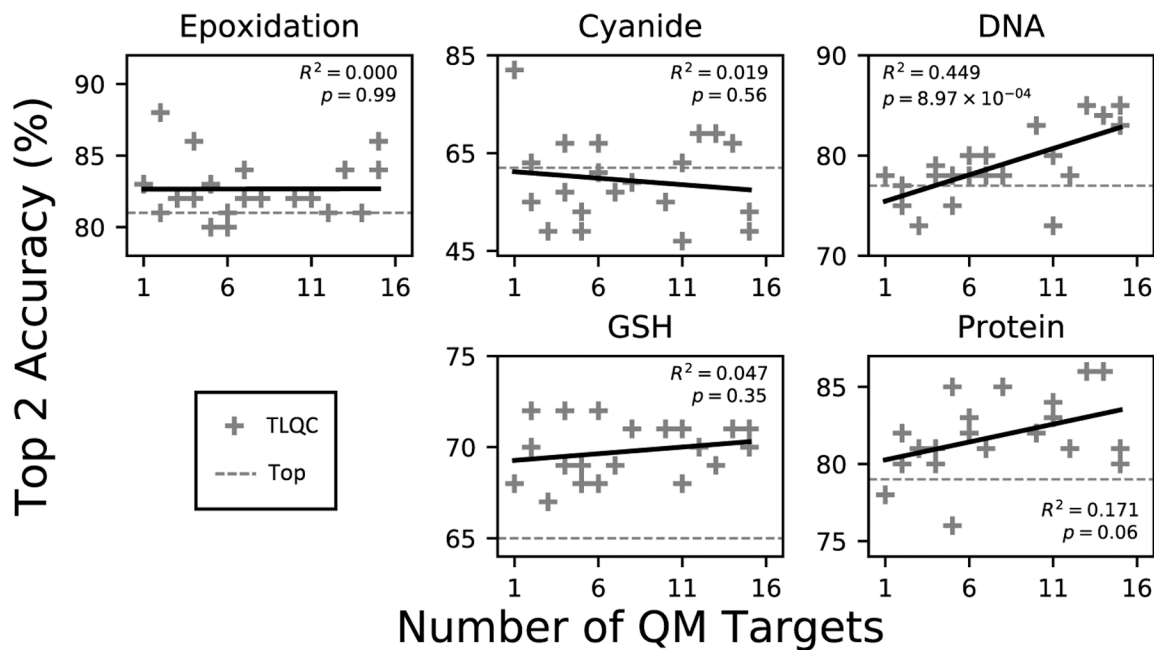 Epoxidation
Cyanide
DNA
Top 2 Accuracy (%)
90
85
80
R² = 0.000
p = 0.99
1 6 11 16
85
65
45
R² = 0.019
p = 0.56
1 6 11 16
90
80
70
R² = 0.449
p = 8.97 × 10⁻⁰⁴
1 6 11 16
TLQC
Top
GSH
75
70
65
R² = 0.047
p = 0.35
1 6 11 16
Protein
85
80
75
R² = 0.171
p = 0.06
1 6 11 16
Number of QM Targets